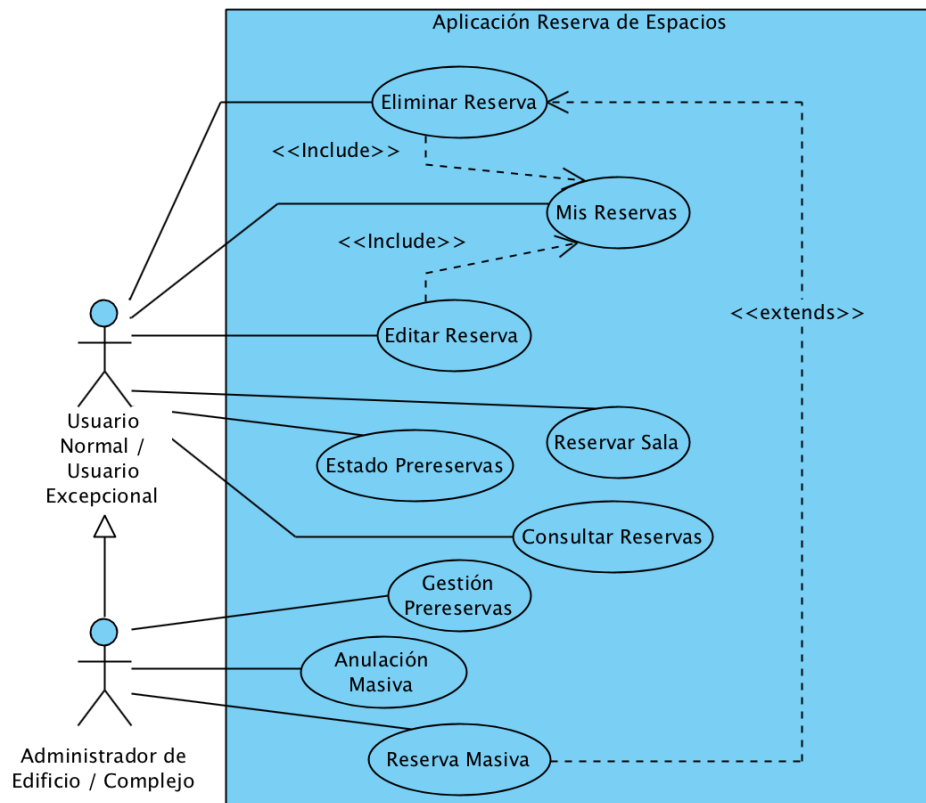 Aplicación Reserva de Espacios
Eliminar Reserva
<<Include>>
Mis Reservas
<<Include>>
<<extends>>
Editar Reserva
Usuario
Normal /
Usuario
Excepcional
Reservar Sala
Estado Prereservas
Consultar Reservas
Gestión
Prereservas
Anulación
Masiva
Reserva Masiva
Administrador de
Edificio / Complejo